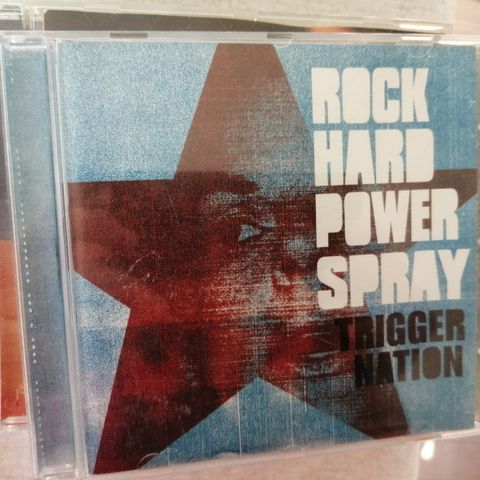 ROCK
HARD
POWER
SPRAY
TRIGGER
NATION